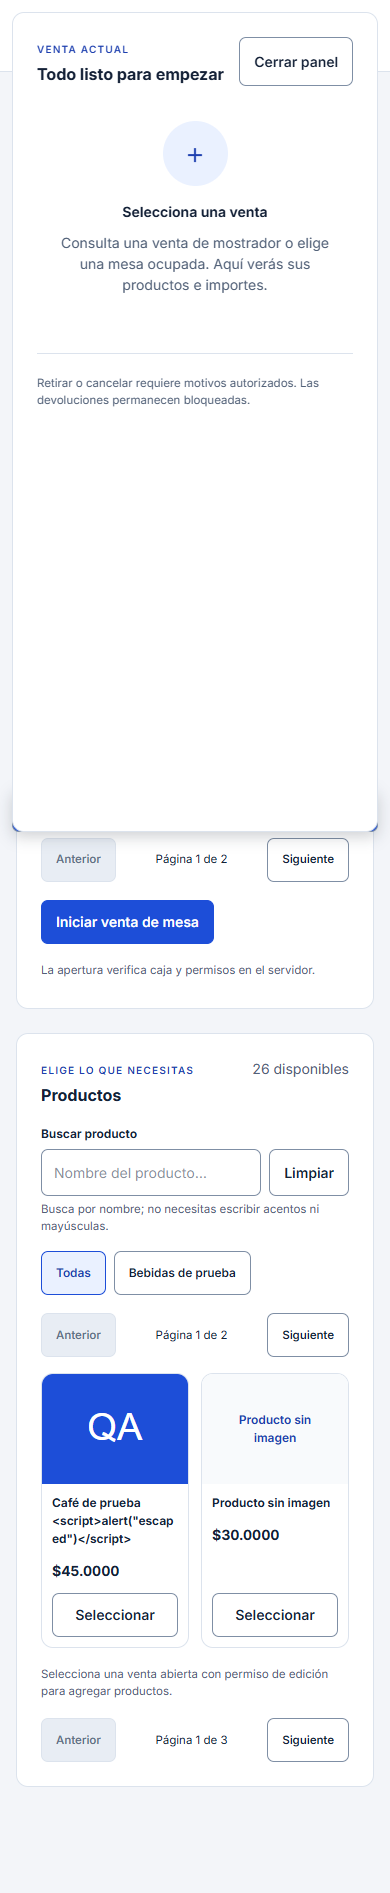 VENTA ACTUAL
Todo listo para empezar
Cerrar panel
+
Selecciona una venta
Consulta una venta de mostrador o elige
una mesa ocupada. Aquí verás sus
productos e importes.
Retirar o cancelar requiere motivos autorizados. Las
devoluciones permanecen bloqueadas.
Anterior
Página 1 de 2
Siguiente
Iniciar venta de mesa
La apertura verifica caja y permisos en el servidor.
ELIGE LO QUE NECESITAS
26 disponibles
Productos
Buscar producto
Nombre del producto...
Limpiar
Busca por nombre; no necesitas escribir acentos ni
mayúsculas.
Todas
Bebidas de prueba
Anterior
Página 1 de 2
Siguiente
QA
Café de prueba
<script>alert("escap
ed")</script>
$45.0000
Seleccionar
Producto sin
imagen
Producto sin imagen
$30.0000
Seleccionar
Selecciona una venta abierta con permiso de edición
para agregar productos.
Anterior
Página 1 de 3
Siguiente